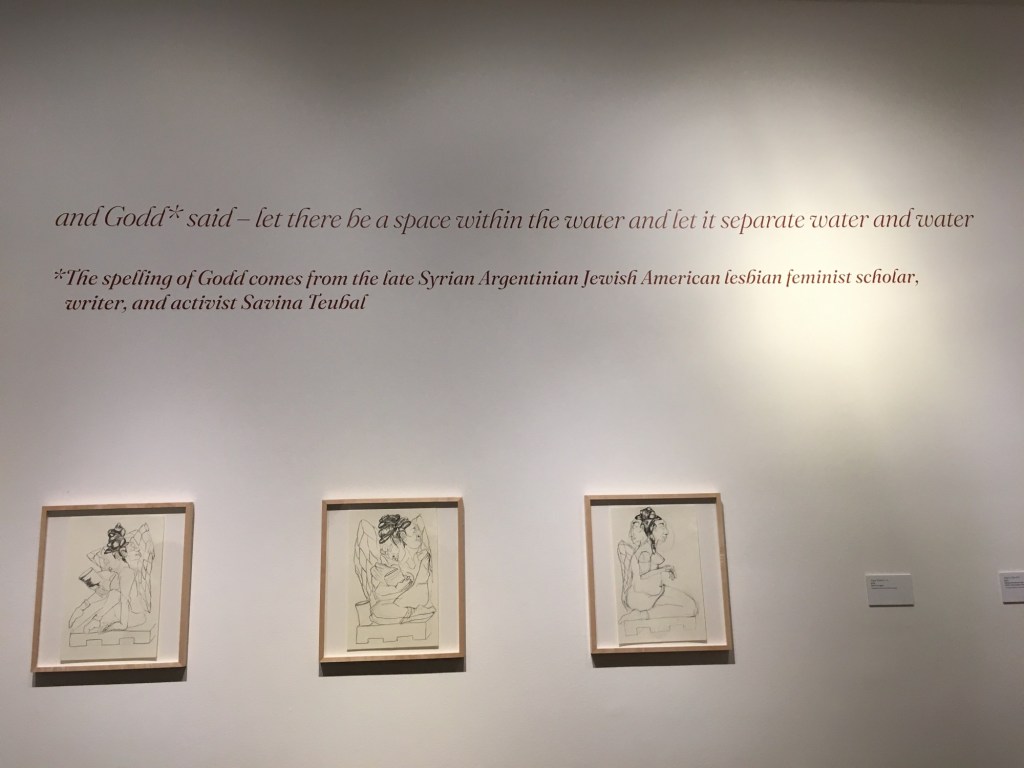 and Godd* said – let there be a space within the water and let it separate water and water
*The spelling of Godd comes from the late Syrian Argentinian Jewish American lesbian feminist scholar,
writer, and activist Savina Teubal